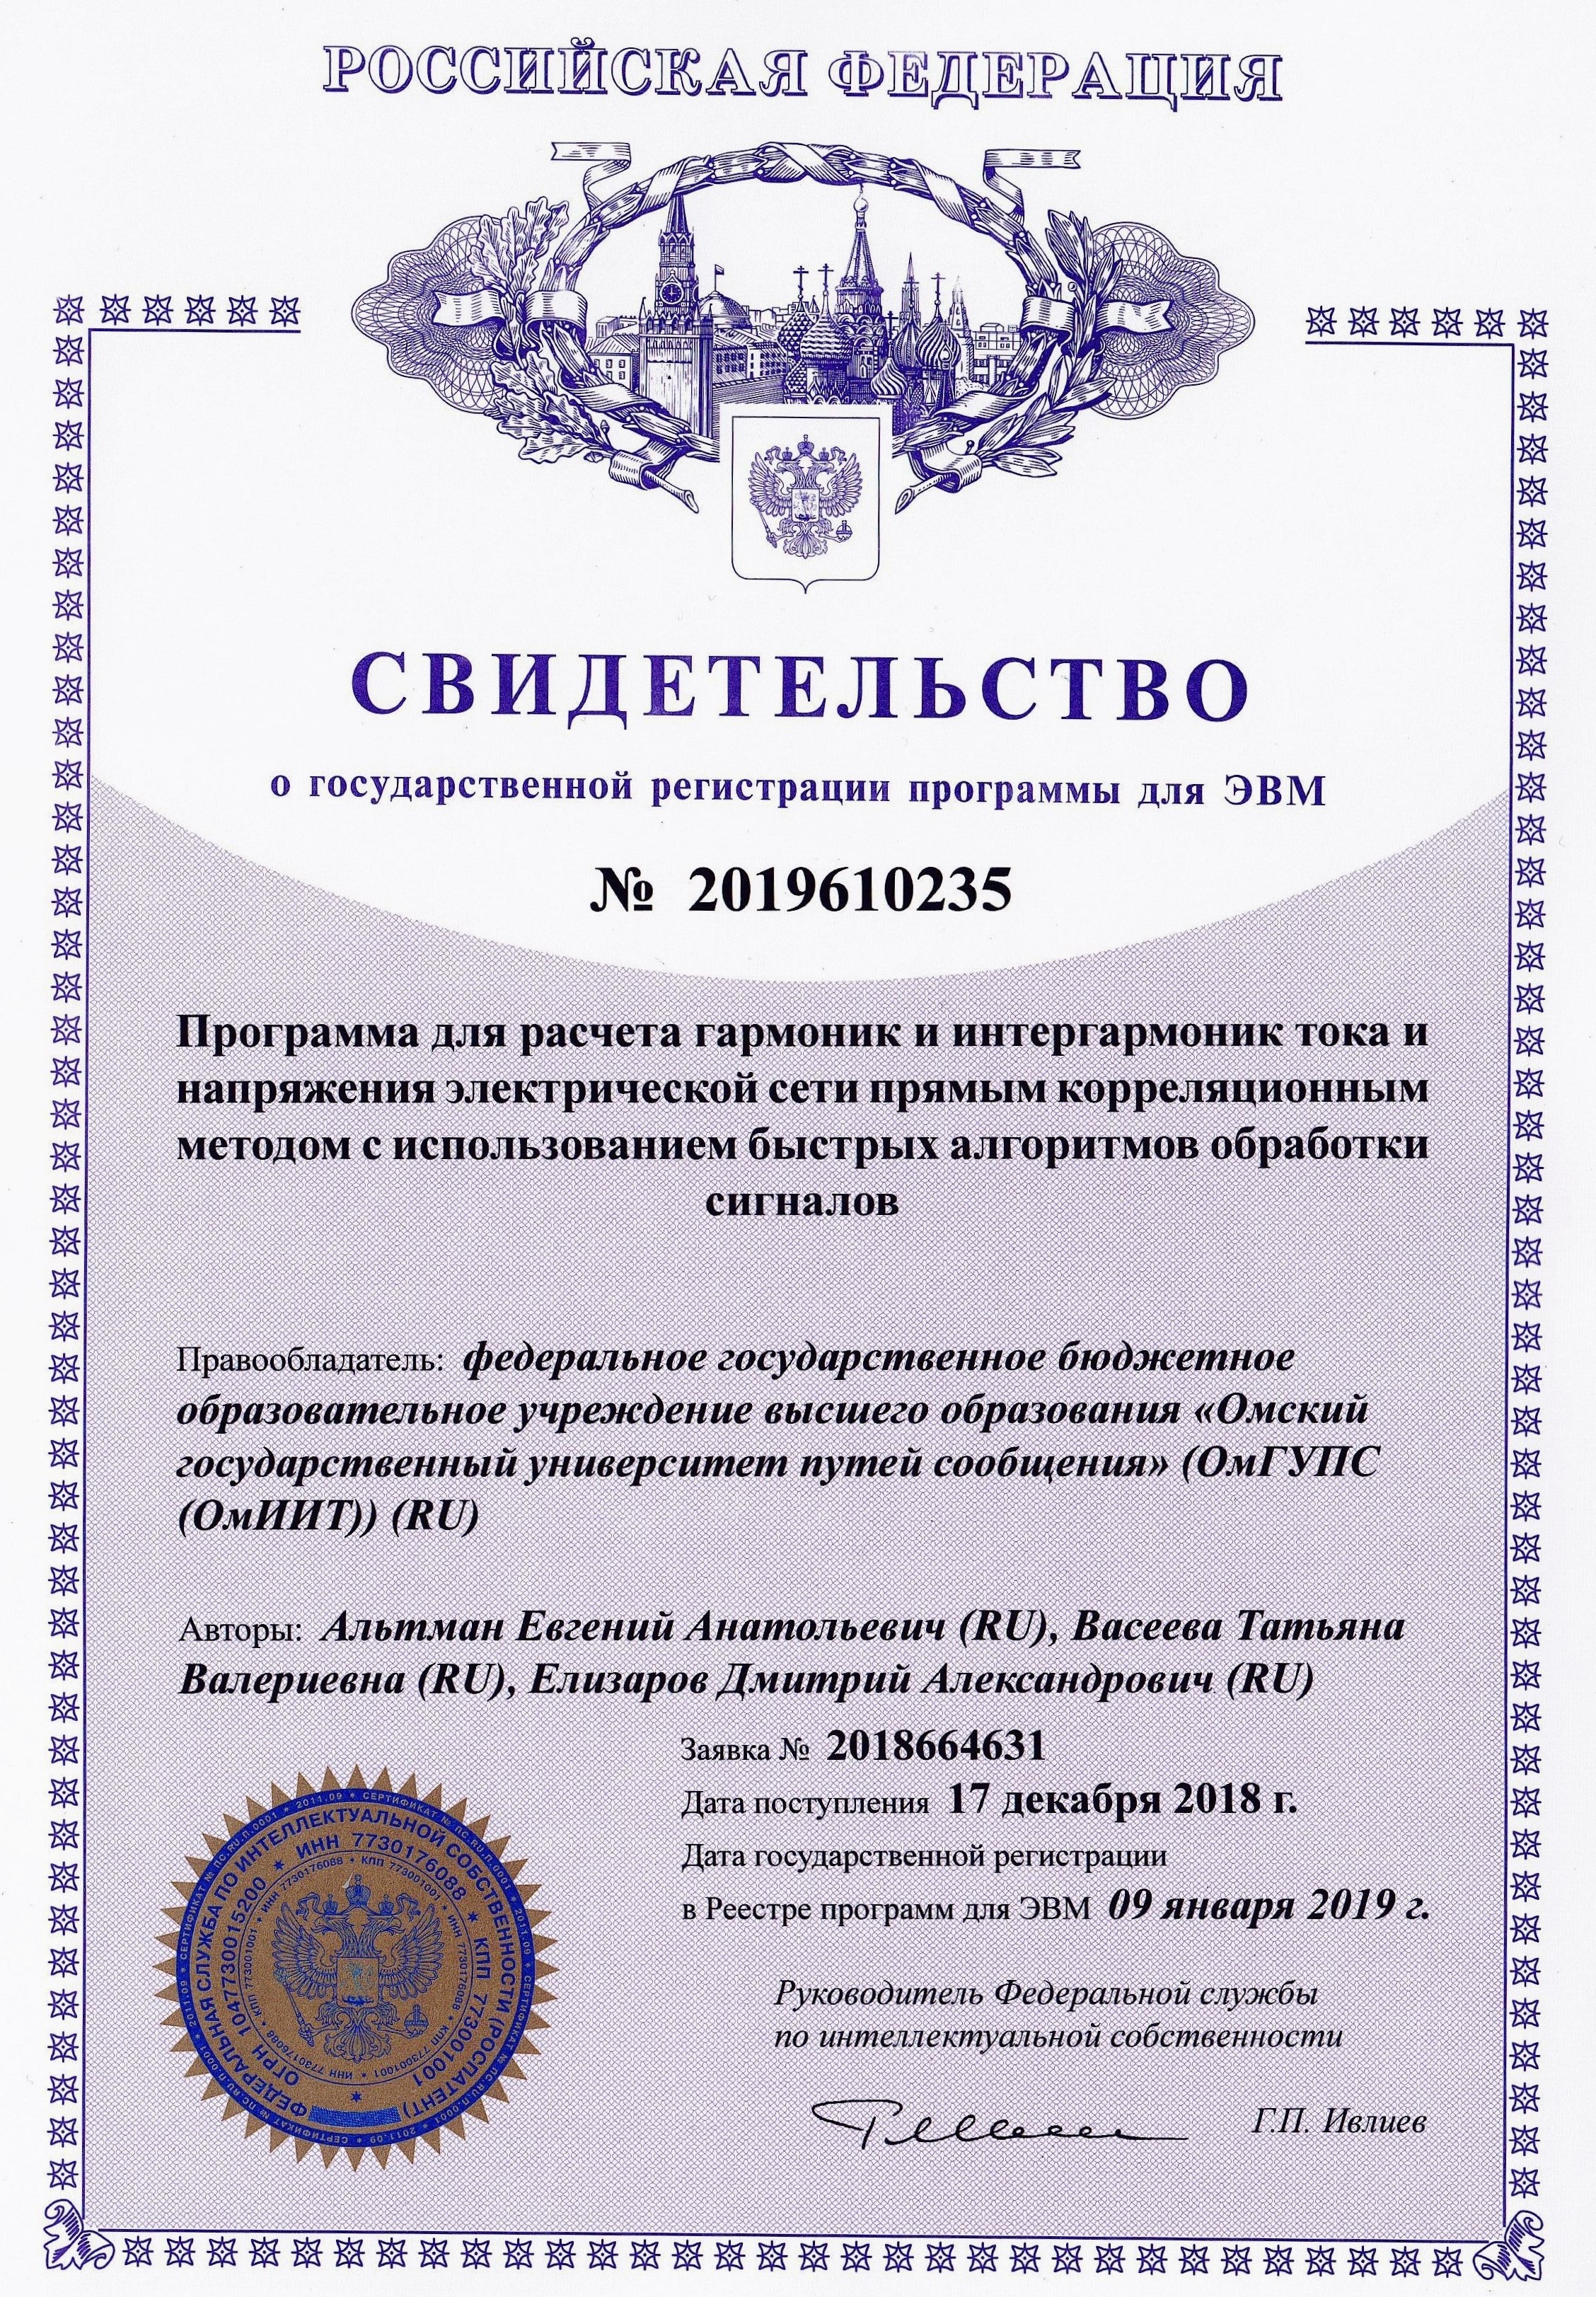 РОССИЙСКАЯ ФЕДЕРАЦИЯ
СВИДЕТЕЛЬСТВО
о государственной регистрации программы для ЭВМ
№ 2019610235
Программа для расчета гармоник и интергармоник тока и
напряжения электрической сети прямым корреляционным
методом с использованием быстрых алгоритмов обработки
сигналов
Правообладатель: федеральное государственное бюджетное
образовательное учреждение высшего образования «Омский
государственный университет путей сообщения» (ОмГУПС
(ОмИИТ)) (RU)
Авторы: Альтман Евгений Анатольевич (RU), Васеева Татьяна
Валериевна (RU), Елизаров Дмитрий Александрович (RU)
Заявка № 2018664631
Дата поступления 17 декабря 2018 г.
Дата государственной регистрации
в Реестре программ для ЭВМ 09 января 2019 г.
Руководитель Федеральной службы
по интеллектуальной собственности
Г.П. Ивлиев
ФЕДЕРАЛЬНАЯ СЛУЖБА ПО ИНТЕЛЛЕКТУАЛЬНОЙ СОБСТВЕННОСТИ (РОСПАТЕНТ)
ОГРН 1047730015200 * ИНН 7730176088 * КПП 773001001